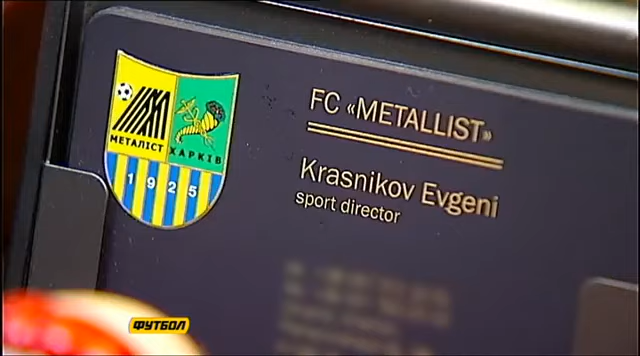 МЕТАЛІСТ
ХАРКІВ
1925
FC «METALLIST»
Krasnikov Evgeni
sport director
ФУТБОЛ